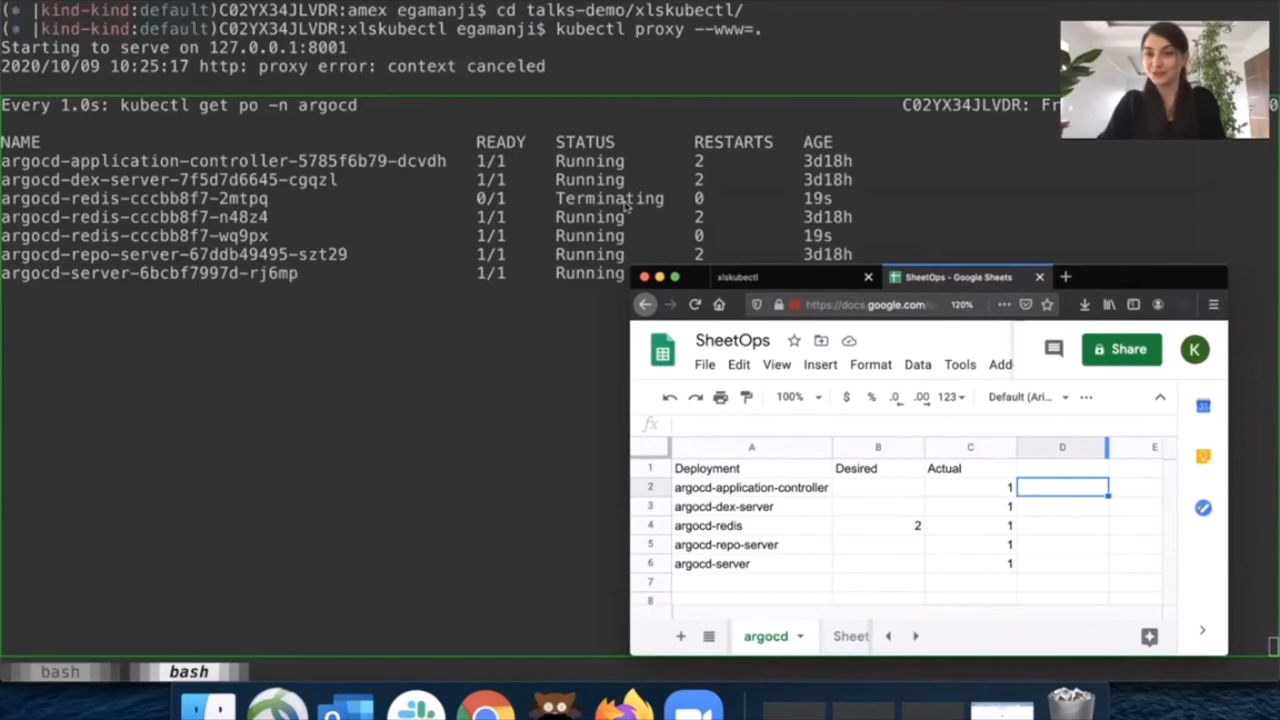 (* |kind-kind:default)C02YX34JLVDR:amex egamanji$ cd talks-demo/xlskubectl/
(* |kind-kind:default)C02YX34JLVDR:xlskubectl egamanji$ kubectl proxy --www=.
Starting to serve on 127.0.0.1:8001
2020/10/09 10:25:17 http: proxy error: context canceled
Every 1.0s: kubectl get po -n argocd C02YX34JLVDR: Fr
NAME READY STATUS RESTARTS AGE
argocd-application-controller-5785f6b79-dcvdh 1/1 Running 2 3d18h
argocd-dex-server-7f5d7d6645-cgqzl 1/1 Running 2 3d18h
argocd-redis-cccbb8f7-2mtpq 0/1 Terminating 0 19s
argocd-redis-cccbb8f7-n48z4 1/1 Running 2 3d18h
argocd-redis-cccbb8f7-wq9px 1/1 Running 0 19s
argocd-repo-server-67ddb49495-szt29 1/1 Running 2 3d18h
argocd-server-6bcbf7997d-rj6mp 1/1 Running
xlskubectl SheetOps - Google Sheets
https://docs.google.com/ 120%
SheetOps
File Edit View Insert Format Data Tools Add
Share
K
100% $ % .0 .00 123 Default (Ari...
fx
A B C D E
1 Deployment Desired Actual
2 argocd-application-controller 1
3 argocd-dex-server 1
4 argocd-redis 2 1
5 argocd-repo-server 1
6 argocd-server 1
7
8
argocd Sheet
bash bash